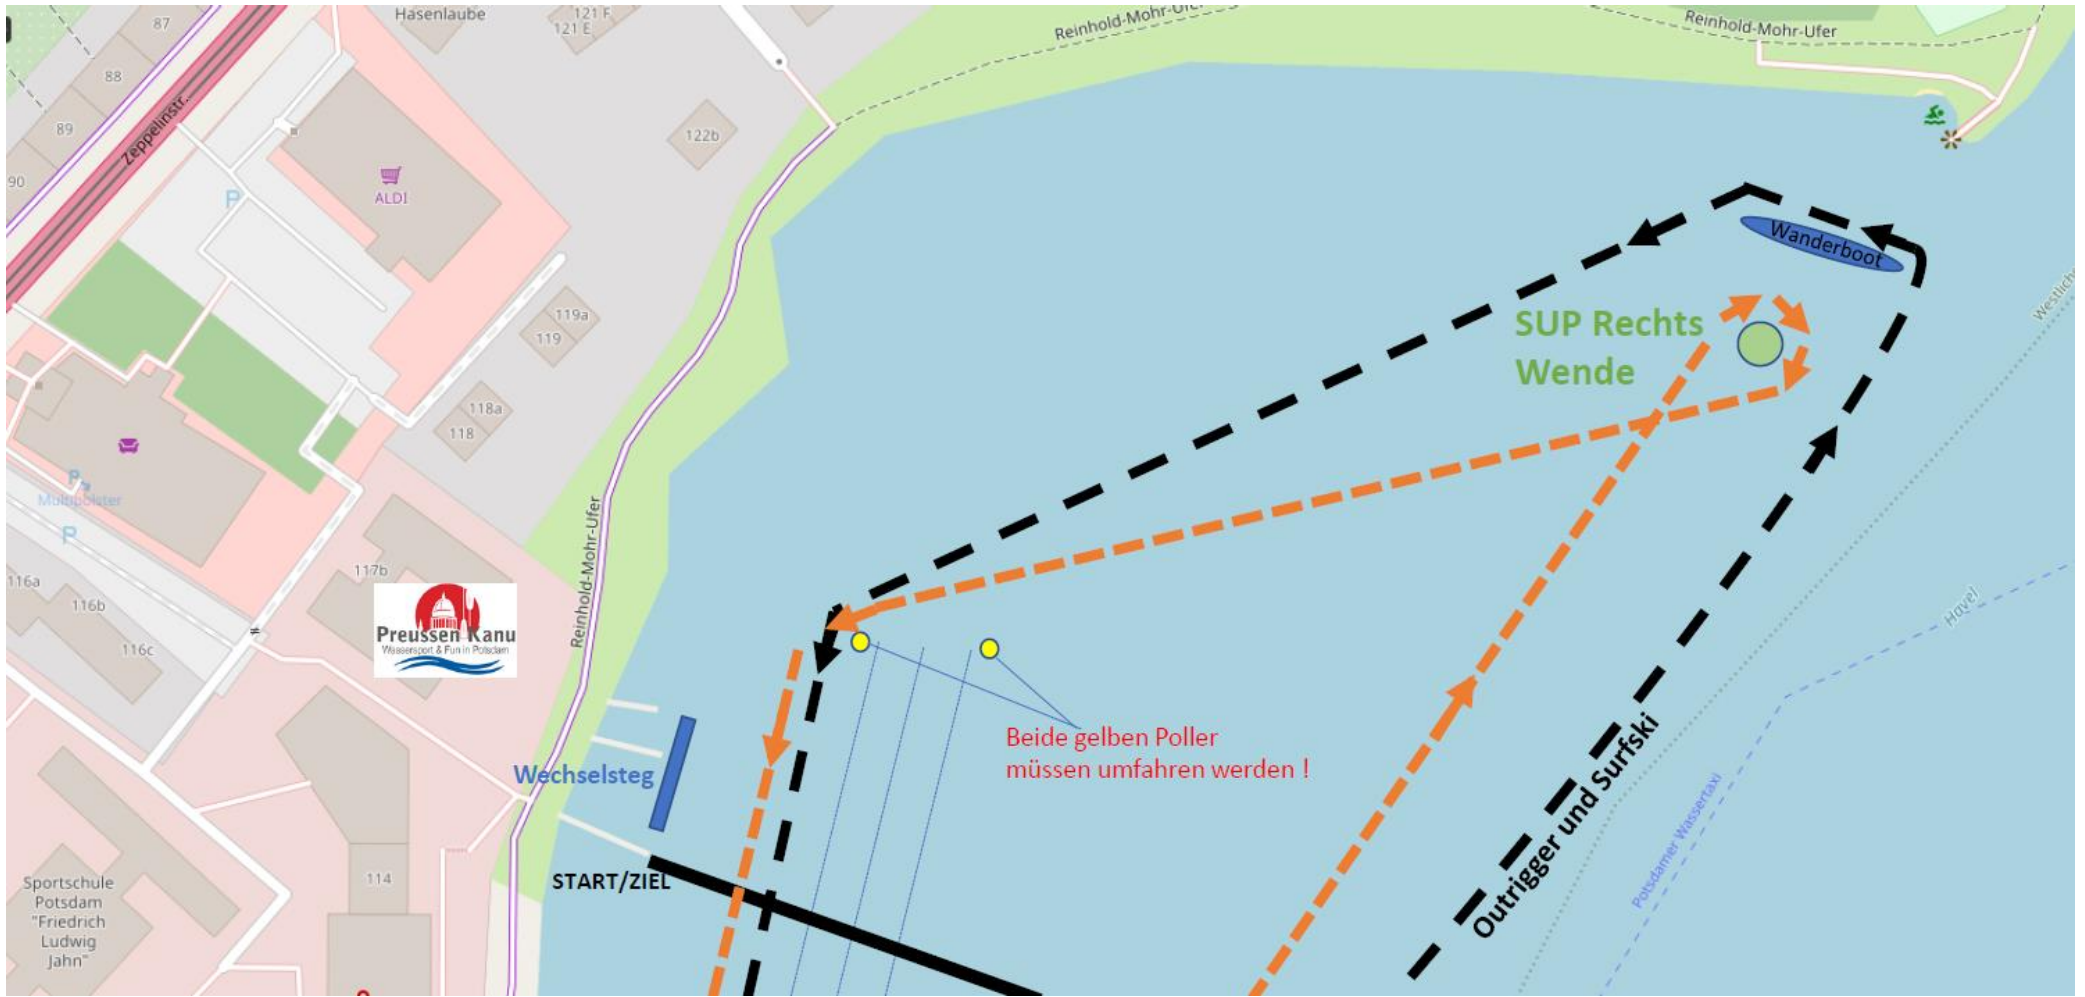 Hasenlaube
121 F
121 E
Reinhold-Mohr-Ufer
Reinhold-Mohr-Ufer
87
88
89
90
Zeppelinstr.
122b
P
ALDI
Wanderboot
119a
119
SUP Rechts
Wende
118a
118
P
Multipolster
P
Reinhold-Mohr-Ufer
117b
116a
116b
116c
Preussen Kanu
Wassersport & Fun in Potsdam
Havel
Beide gelben Poller
müssen umfahren werden !
Wechselsteg
Outrigger und Surfski
Potsdamer Wassertaxi
START/ZIEL
114
Sportschule
Potsdam
"Friedrich
Ludwig
Jahn"